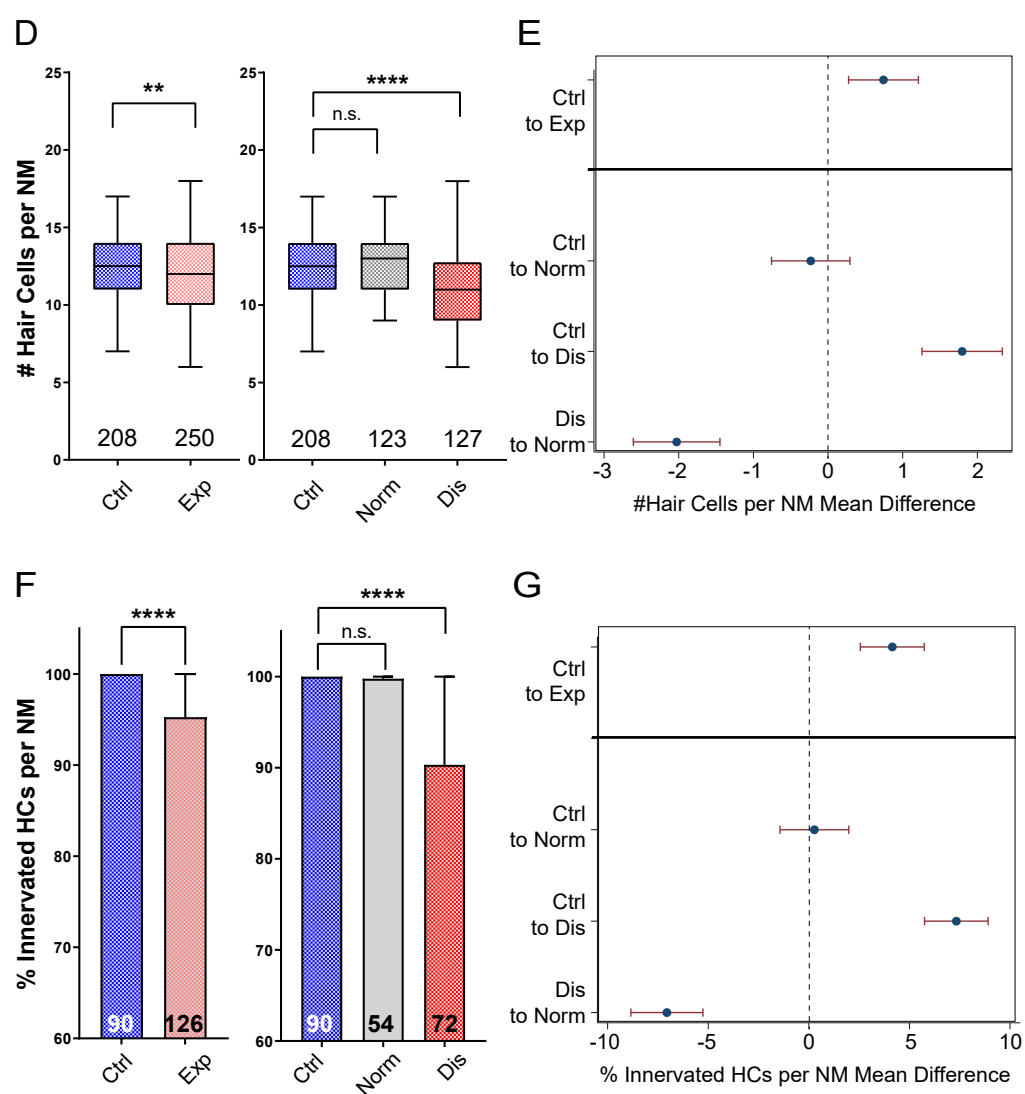 D
# Hair Cells per NM
25
20
15
10
5
0
**
208
250
Ctrl
Exp
25
20
15
10
5
0
****
n.s.
208
123
127
Ctrl
Norm
Dis
E
Ctrl
to Exp
Ctrl
to Norm
Ctrl
to Dis
Dis
to Norm
-3
-2
-1
0
1
2
#Hair Cells per NM Mean Difference
F
% Innervated HCs per NM
100
90
80
70
60
****
90
126
Ctrl
Exp
100
90
80
70
60
****
n.s.
90
54
72
Ctrl
Norm
Dis
G
Ctrl
to Exp
Ctrl
to Norm
Ctrl
to Dis
Dis
to Norm
-10
-5
0
5
10
% Innervated HCs per NM Mean Difference